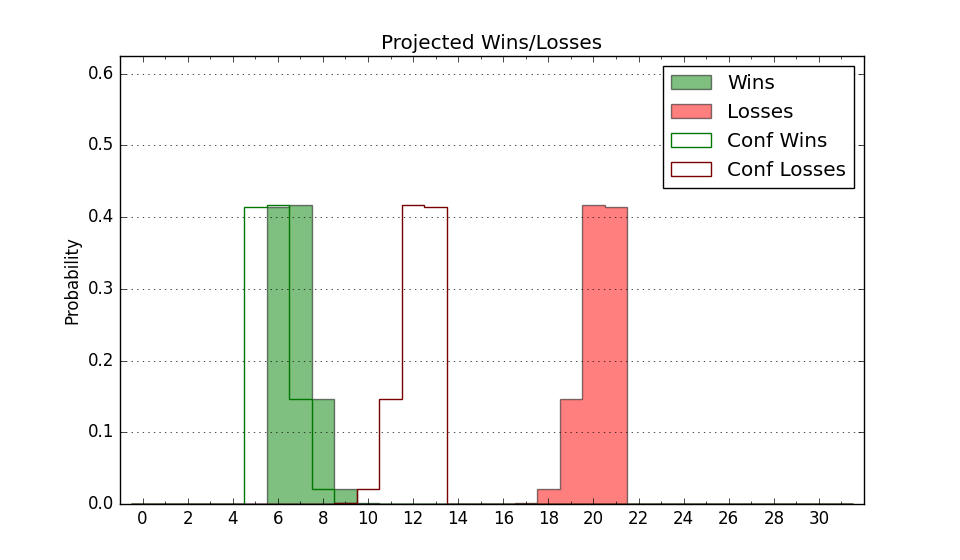 Projected Wins/Losses
0.6
0.5
0.4
0.3
0.2
0.1
0.0
Probability
Wins
Losses
Conf Wins
Conf Losses
0 2 4 6 8 10 12 14 16 18 20 22 24 26 28 30